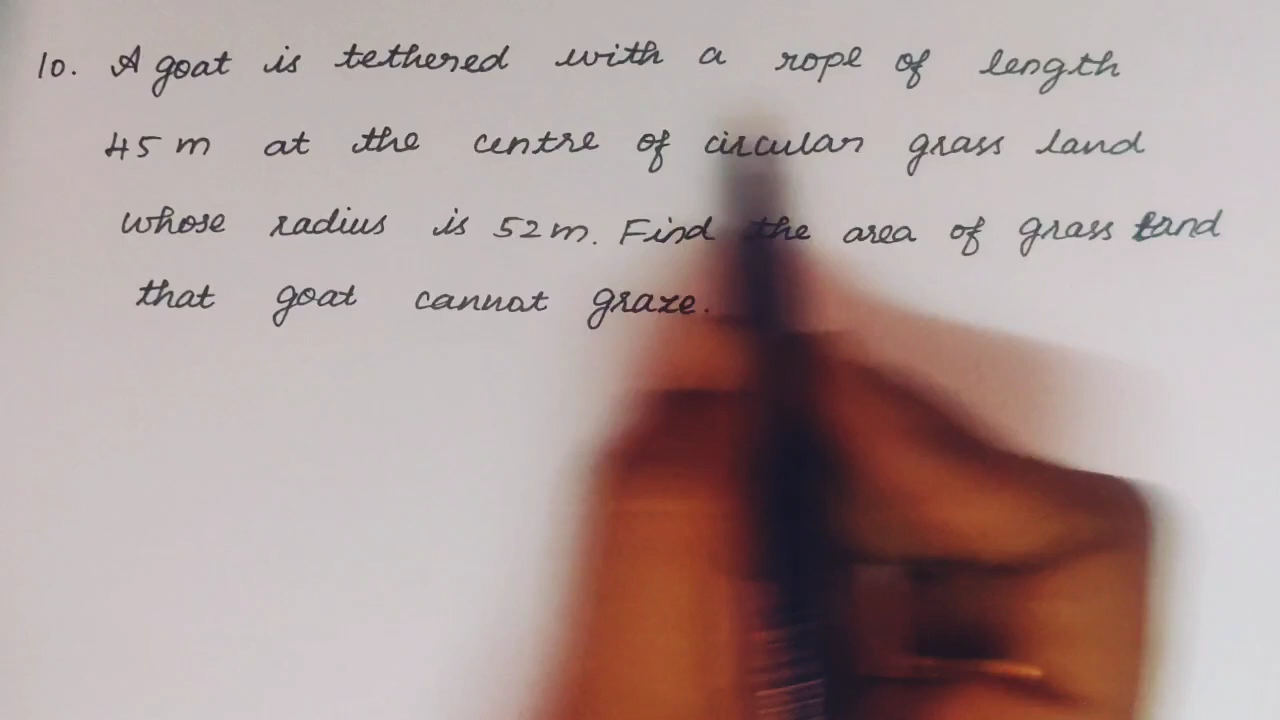 10. A goat is tethered with a rope of length
45 m at the centre of circular grass land
whose radius is 52m. Find the area of grass land
that goat cannot graze.